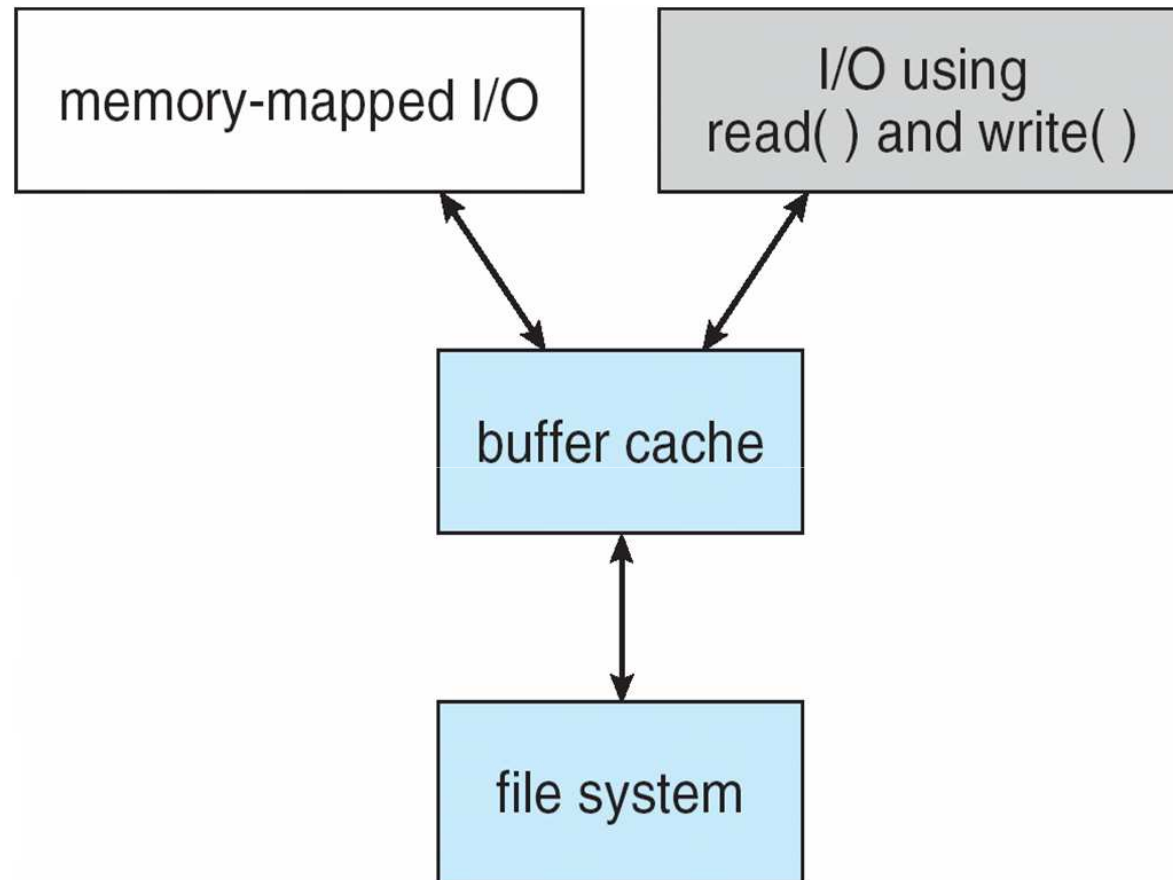 memory-mapped I/O
I/O using
read( ) and write( )
buffer cache
file system